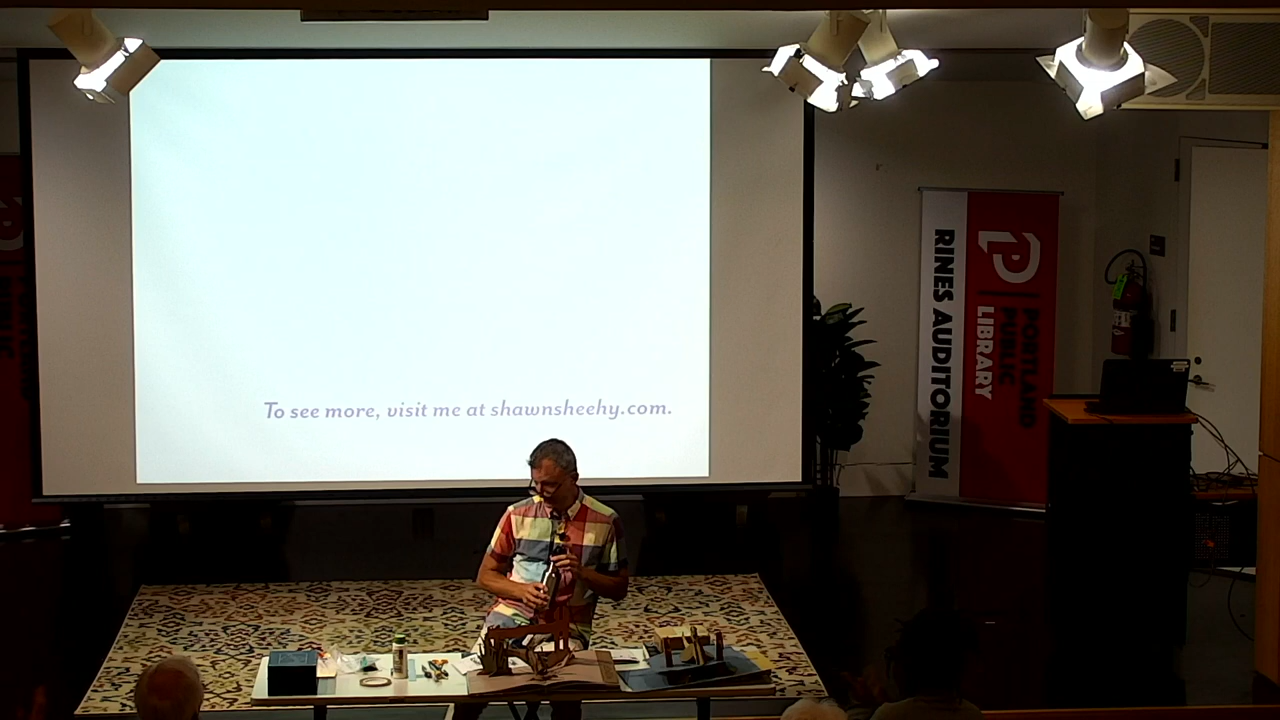 To see more, visit me at shawnsheehy.com.
RINES AUDITORIUM
PORTLAND
PUBLIC
LIBRARY